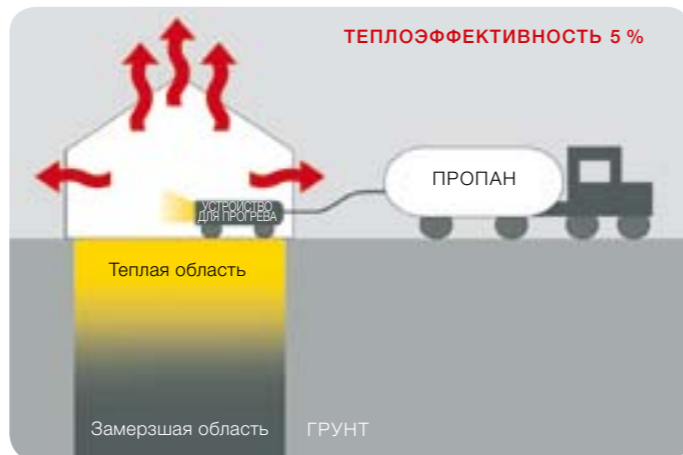 ТЕПЛОЭФФЕКТИВНОСТЬ 5 %
ПРОПАН
УСТРОЙСТВО
ДЛЯ ПРОГРЕВА
Теплая область
Замерзшая область
ГРУНТ